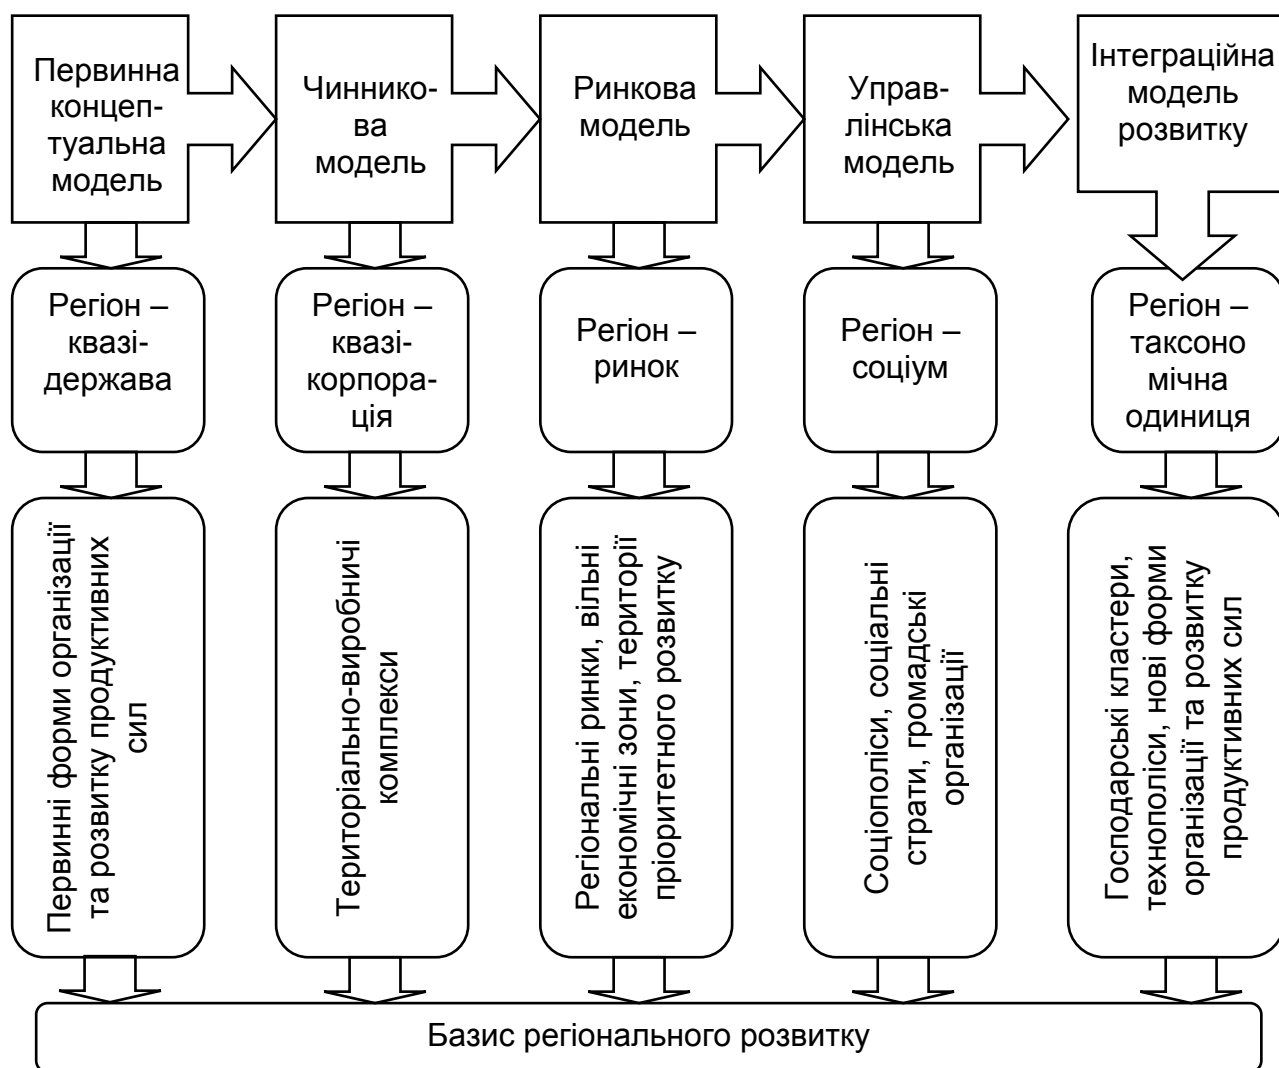 Первинна
концеп-
туальна
модель
Чиннико-
ва
модель
Ринкова
модель
Управ-
лінська
модель
Інтеграційна
модель
розвитку
Регіон –
квазі-
держава
Регіон –
квазі-
корпора-
ція
Регіон –
ринок
Регіон –
соціум
Регіон –
таксоно
мічна
одиниця
Первинні форми організації
та розвитку продуктивних
сил
Територіально-виробничі
комплекси
Регіональні ринки, вільні
економічні зони, території
пріоритетного розвитку
Соціополіси, соціальні
страти, громадські
організації
Господарські кластери,
технополіси, нові форми
організації та розвитку
продуктивних сил
Базис регіонального розвитку